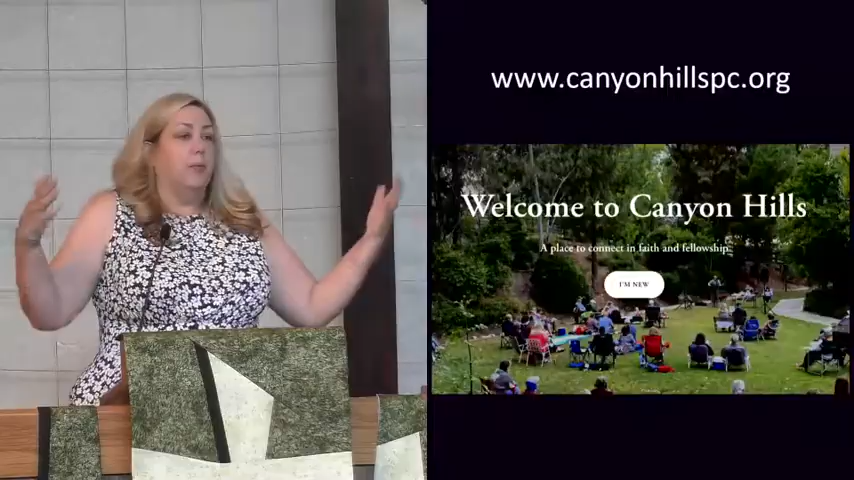 www.canyonhillspc.org
Welcome to Canyon Hills
A place to connect in faith and fellowship.
I'M NEW